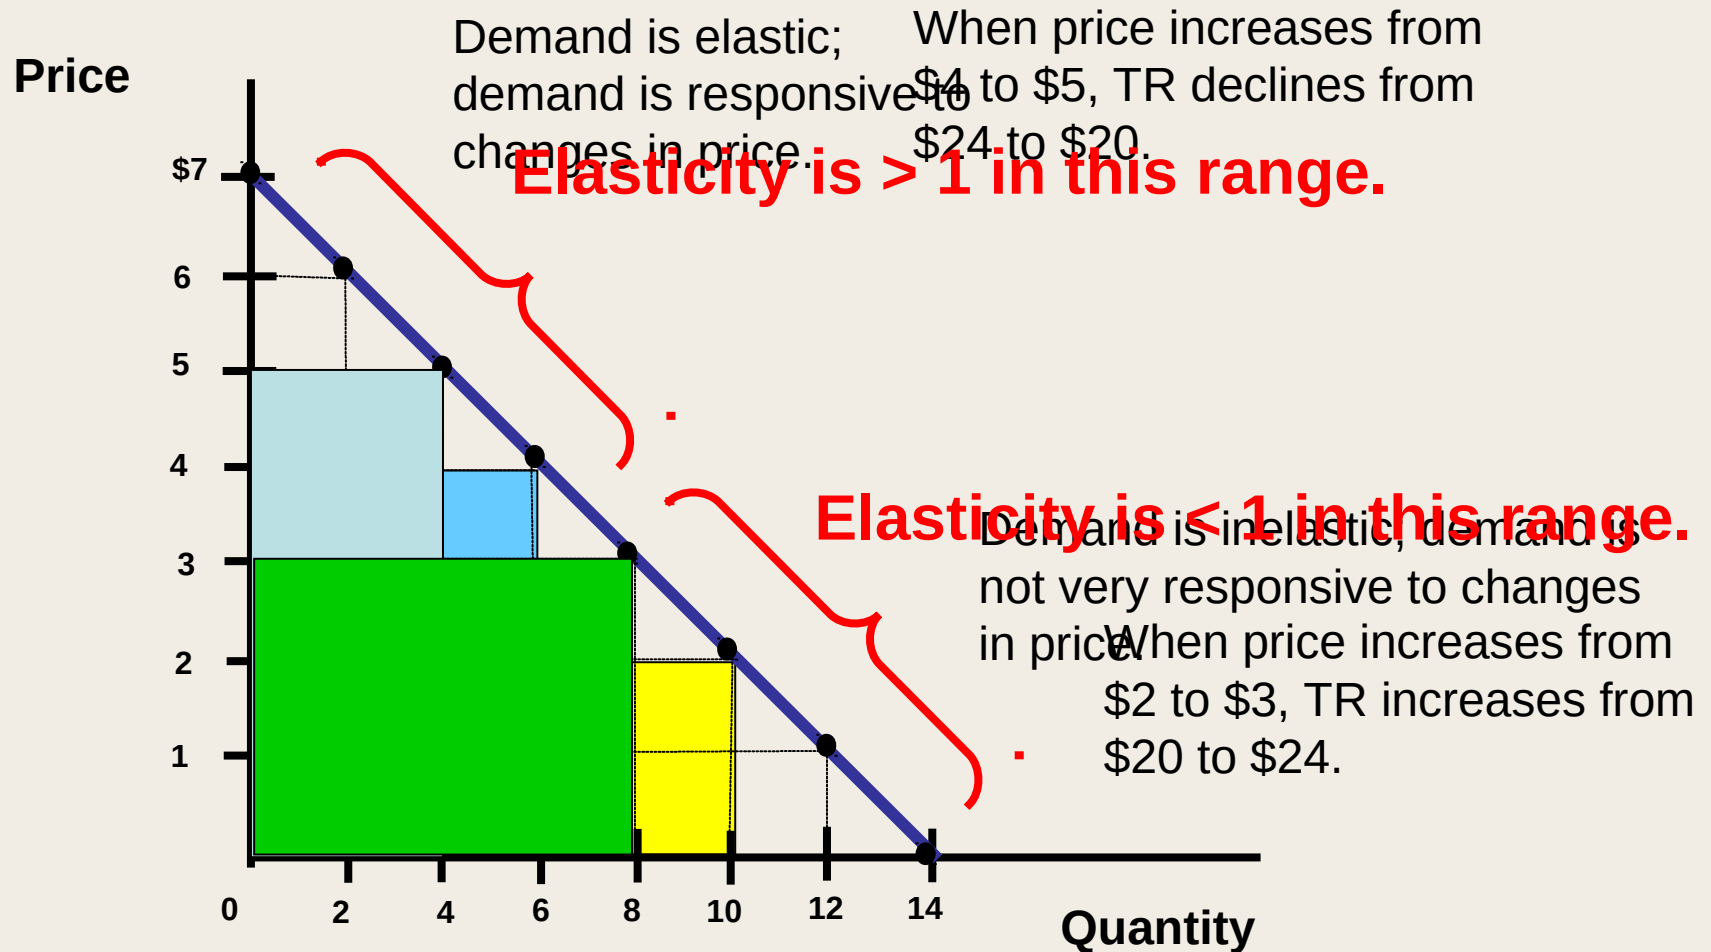 Price
Demand is elastic;
demand is responsive to
changes in price.
When price increases from
$4 to $5, TR declines from
$24 to $20.
Elasticity is > 1 in this range.
$7
6
5
4
3
2
1
Elasticity is < 1 in this range.
Demand is inelastic; demand is
not very responsive to changes
in price.
When price increases from
$2 to $3, TR increases from
$20 to $24.
0
2
4
6
8
10
12
14
Quantity